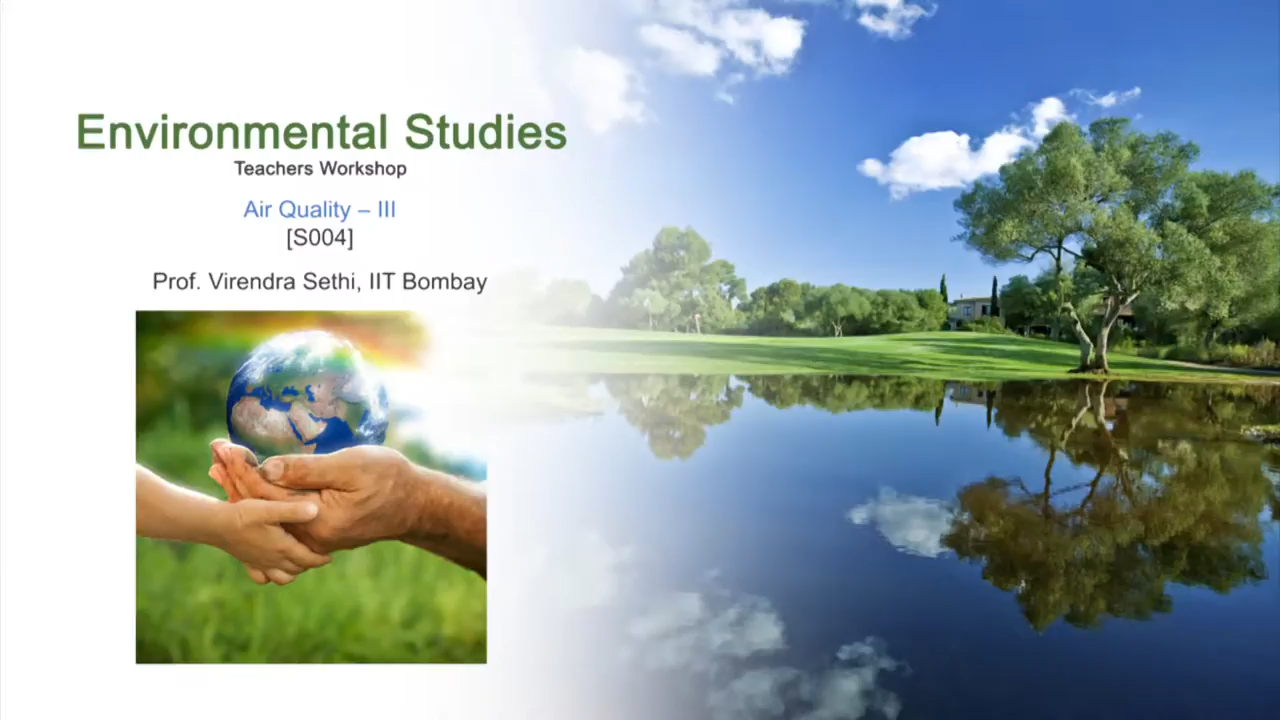 Environmental Studies
Teachers Workshop
Air Quality – III
[S004]
Prof. Virendra Sethi, IIT Bombay